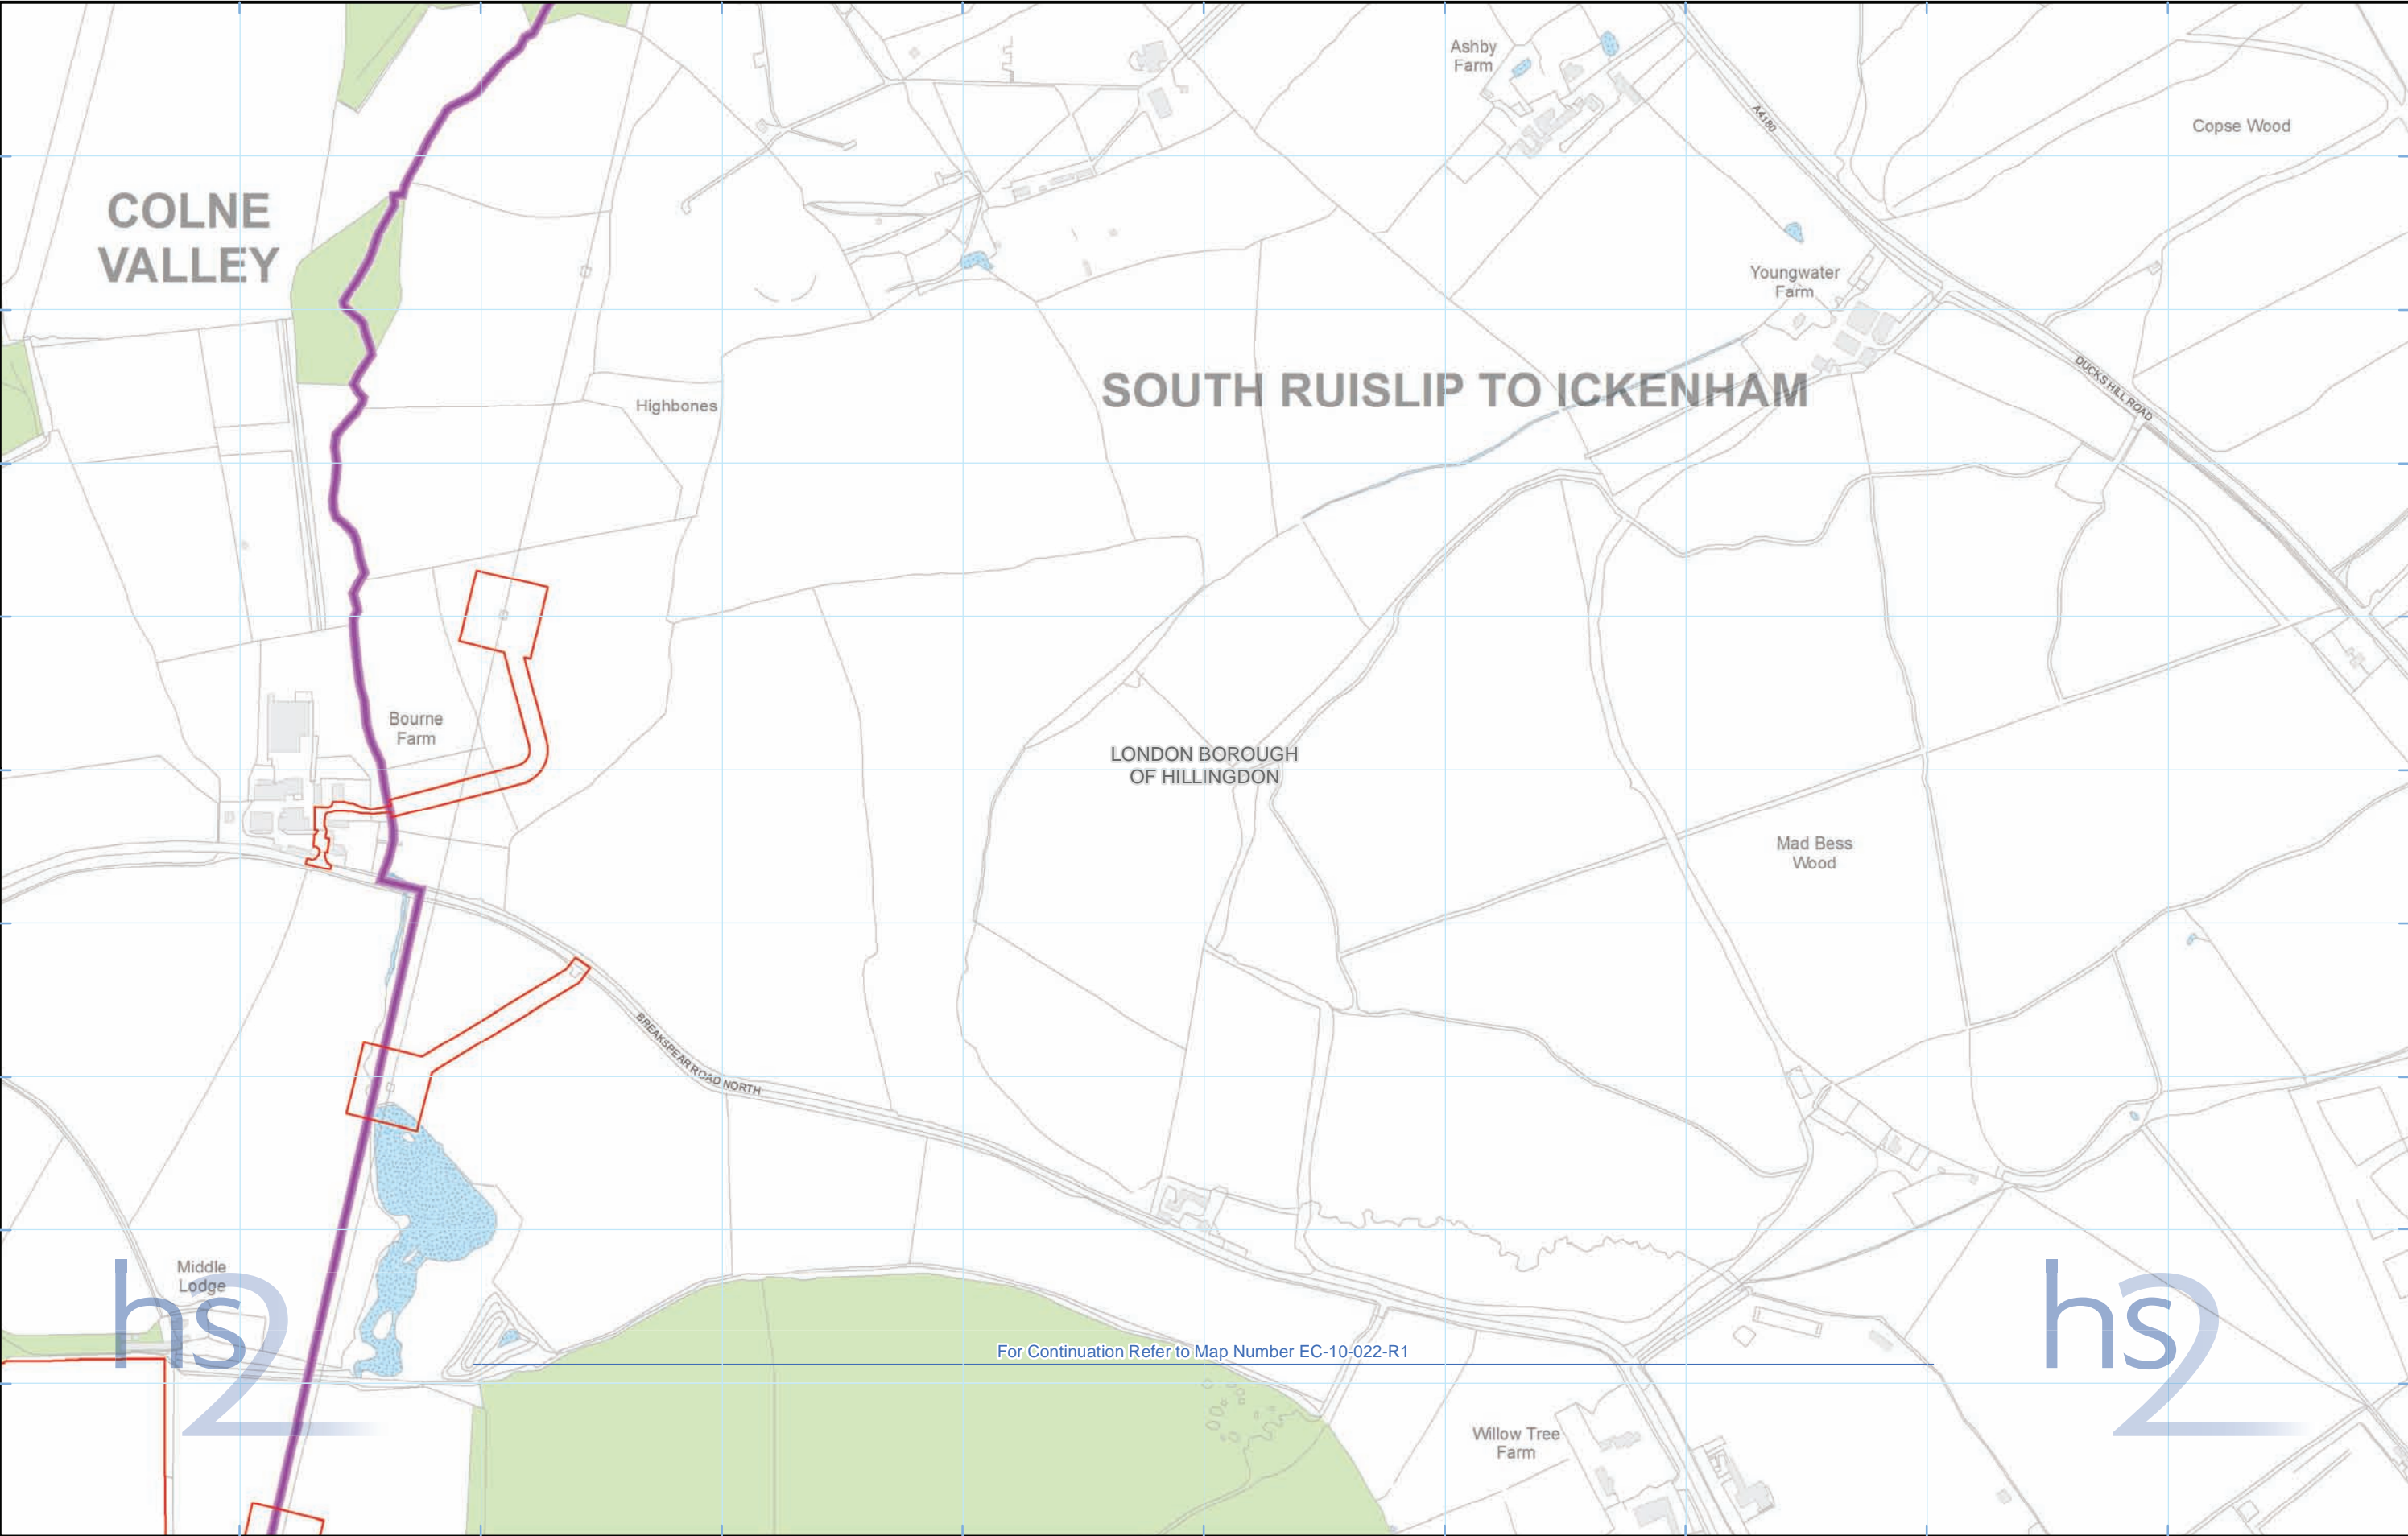 Ashby
Farm
A4180
Copse Wood
COLNE
VALLEY
Youngwater
Farm
SOUTH RUISLIP TO ICKENHAM
DUCKS HILL ROAD
Highbones
Bourne
Farm
LONDON BOROUGH
OF HILLINGDON
Mad Bess
Wood
BREAKSPEAR ROAD NORTH
Middle
Lodge
hs2
hs2
For Continuation Refer to Map Number EC-10-022-R1
Willow Tree
Farm